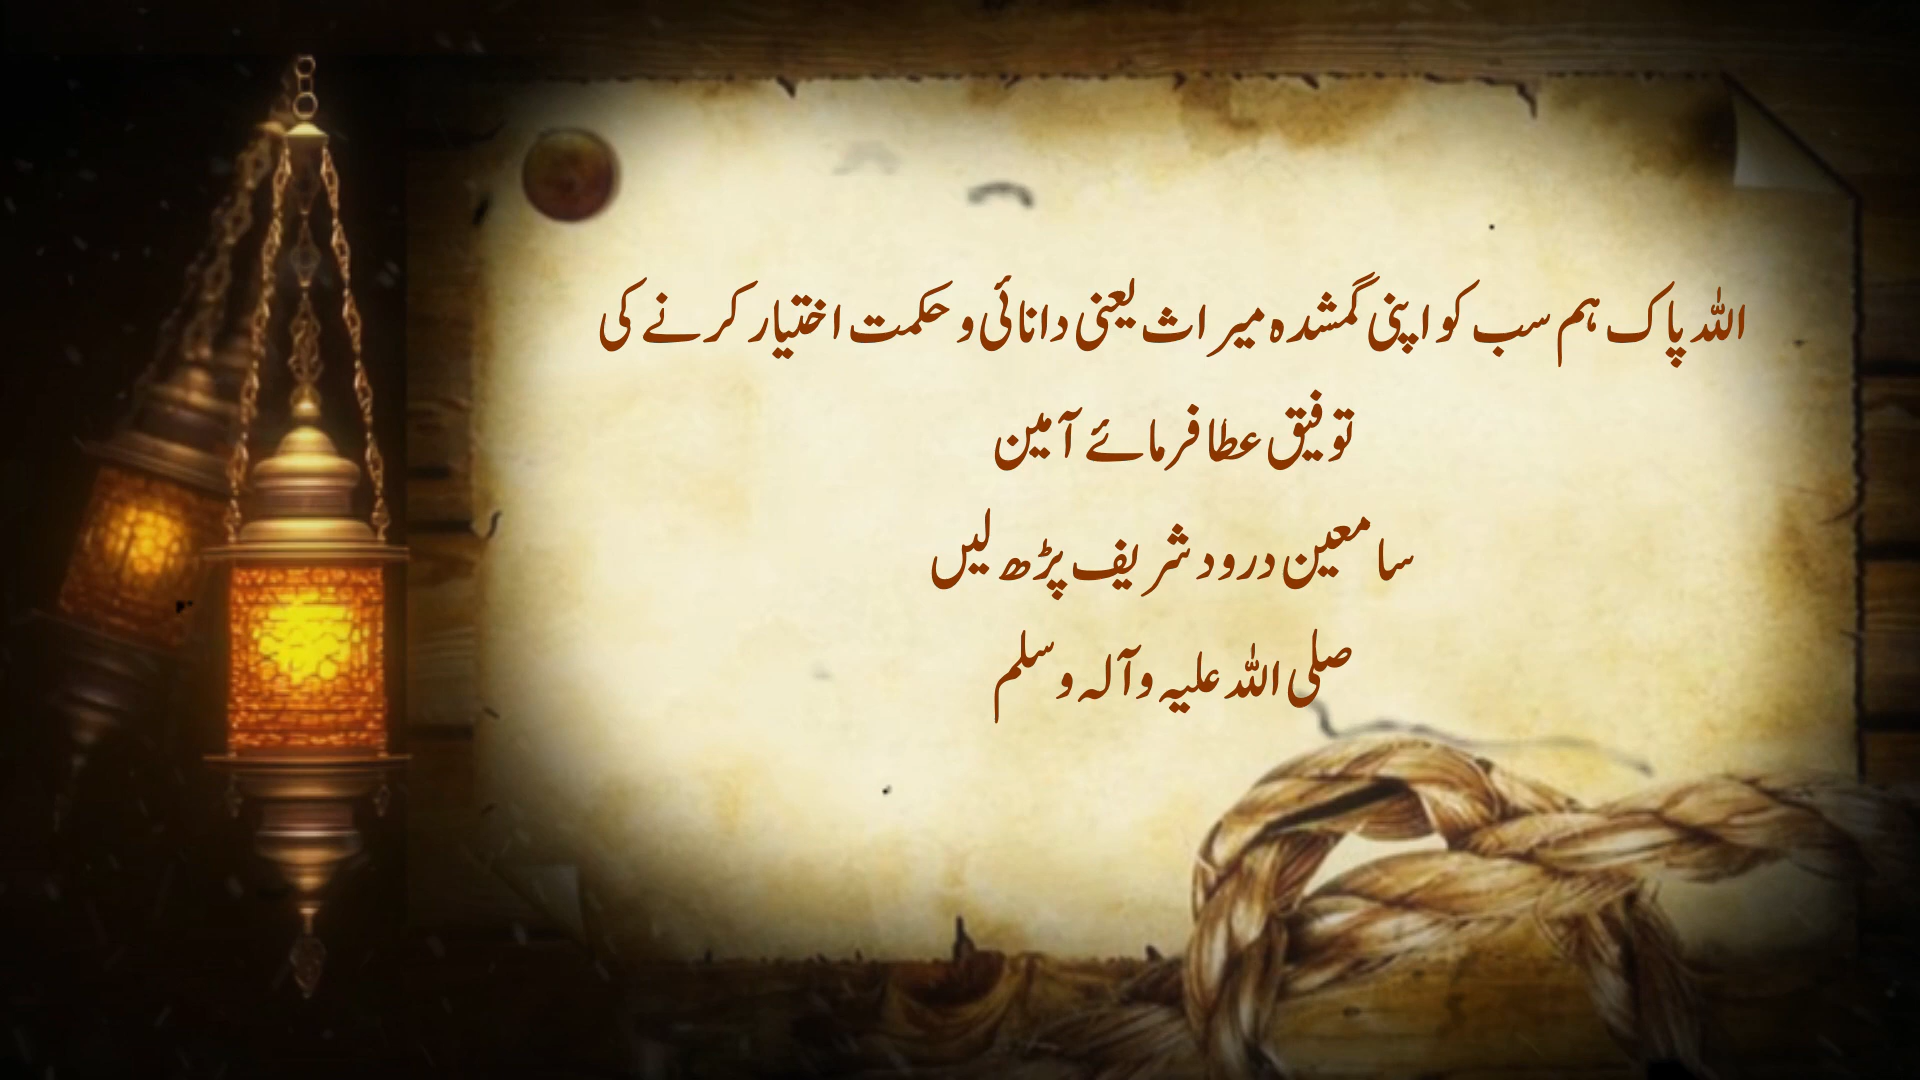 اللہ پاک ہم سب کو اپنی گمشدہ میراث یعنی دانائی و حکمت اختیار کرنے کی
توفیق عطا فرمائے آمین
سامعین درود شریف پڑھ لیں
صلی اللہ علیہ وآلہ وسلم